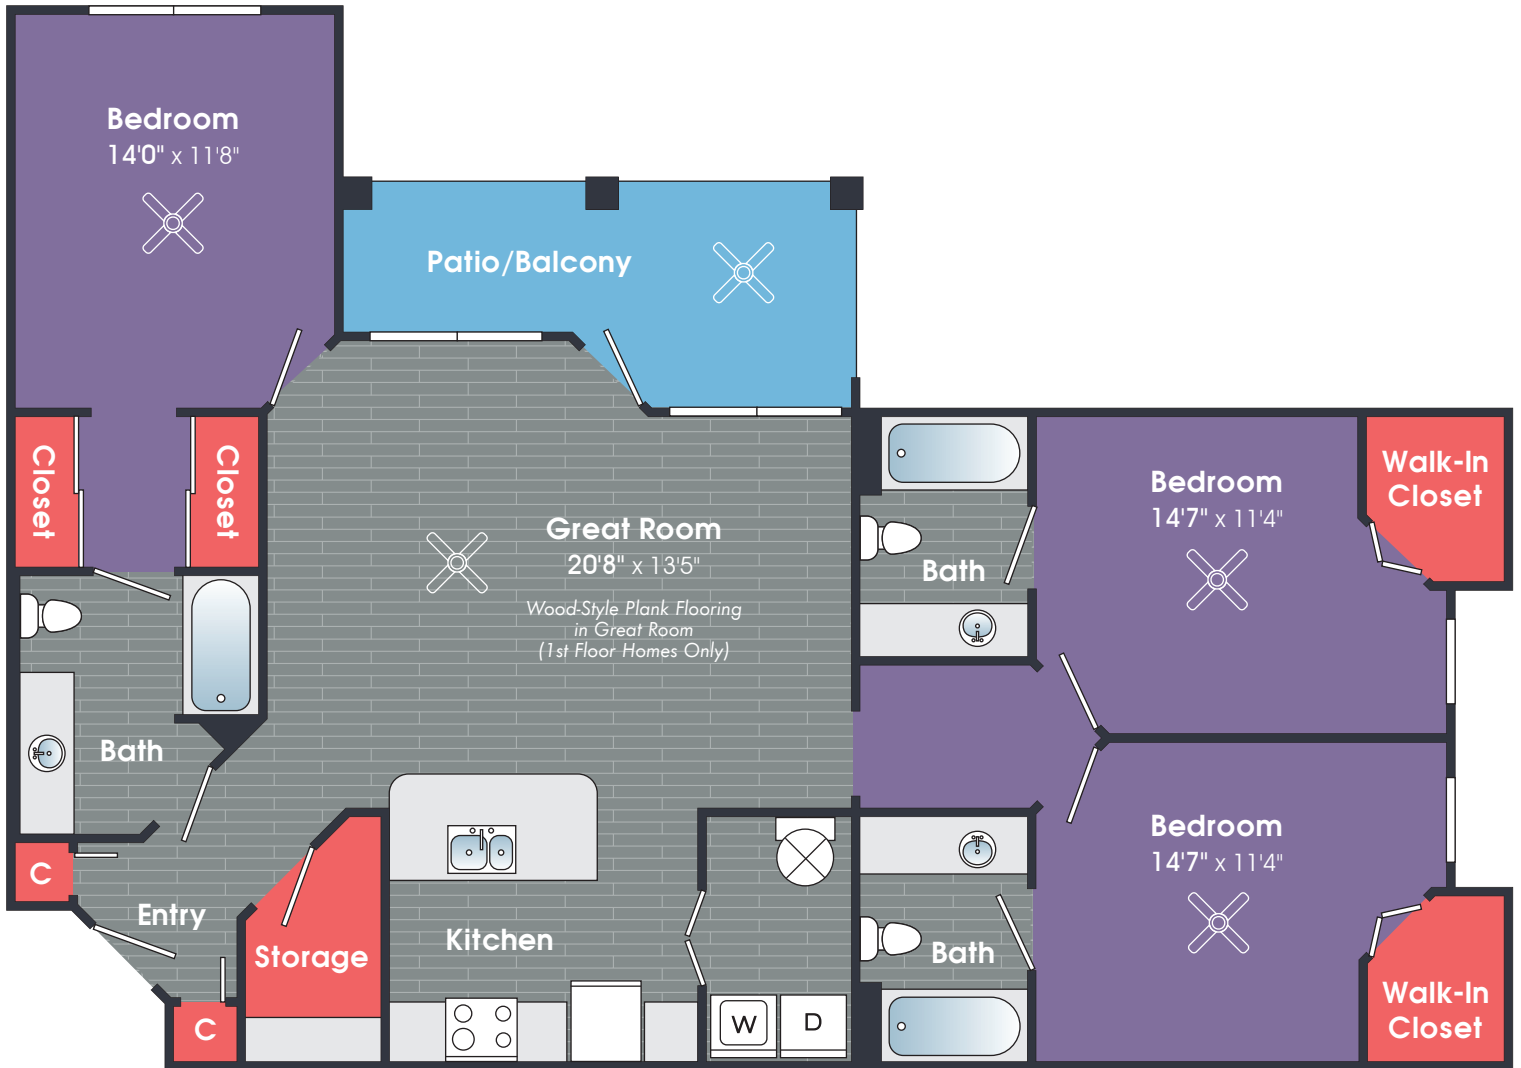 Bedroom
14'0" x 11'8"
Patio/Balcony
Closet
Closet
Great Room
20'8" x 13'5"
Wood-Style Plank Flooring
in Great Room
(1st Floor Homes Only)
Bath
Bedroom
14'7" x 11'4"
Walk-In
Closet
Bath
C
Entry
Storage
C
Kitchen
W
D
Bath
Bedroom
14'7" x 11'4"
Walk-In
Closet